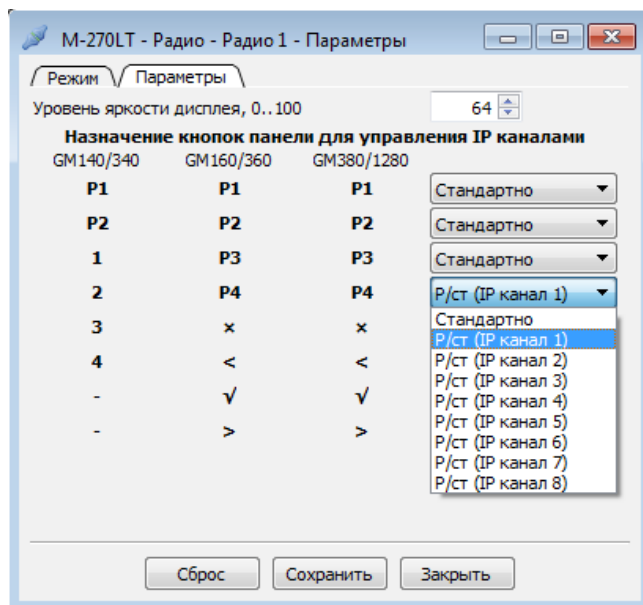 M-270LT - Радио - Радио 1 - Параметры
Режим Параметры
Уровень яркости дисплея, 0..100 64
Назначение кнопок панели для управления IP каналами
GM140/340 GM160/360 GM380/1280
P1 P1 P1 Стандартно
P2 P2 P2 Стандартно
1 P3 P3 Стандартно
2 P4 P4 Р/ст (IP канал 1)
3 × ×
4 < <
- √ √
- > >
Стандартно
Р/ст (IP канал 1)
Р/ст (IP канал 2)
Р/ст (IP канал 3)
Р/ст (IP канал 4)
Р/ст (IP канал 5)
Р/ст (IP канал 6)
Р/ст (IP канал 7)
Р/ст (IP канал 8)
Сброс Сохранить Закрыть